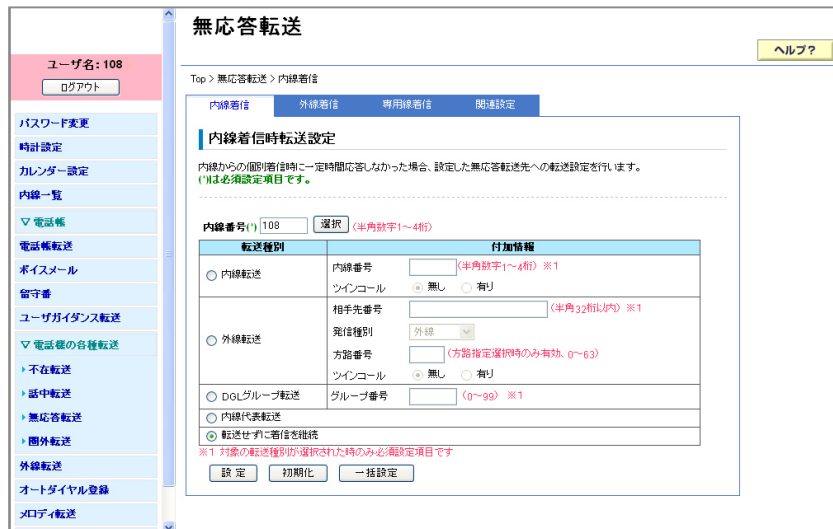 無応答転送
ヘルプ?
ユーザ名：108
ログアウト
パスワード変更
時計設定
カレンダー設定
内線一覧
▽ 電話帳
電話帳転送
ボイスメール
留守番
ユーザガイダンス転送
▽ 電話機の各種転送
不在転送
話中転送
無応答転送
圏外転送
外線転送
オートダイヤル登録
メロディ転送
Top > 無応答転送 > 内線着信
内線着信 外線着信 専用線着信 関連設定
内線着信時転送設定
内線からの個別着信時に一定時間応答しなかった場合、設定した無応答転送先への転送設定を行います。
(*)は必須設定項目です。
内線番号(*) 108 選択 (半角数字1～4桁)
転送種別 付加情報
内線転送 内線番号 (半角数字1～4桁) ※1
ツインコール 無し 有り
外線転送 相手先番号 (半角32桁以内) ※1
発信種別 外線
方路番号 (方路指定選択時のみ有効、0～63)
ツインコール 無し 有り
DGLグループ転送 グループ番号 (0～99) ※1
内線代表転送
転送せずに着信を継続
※1 対象の転送種別が選択された時のみ必須設定項目です
設 定 初期化 一括設定